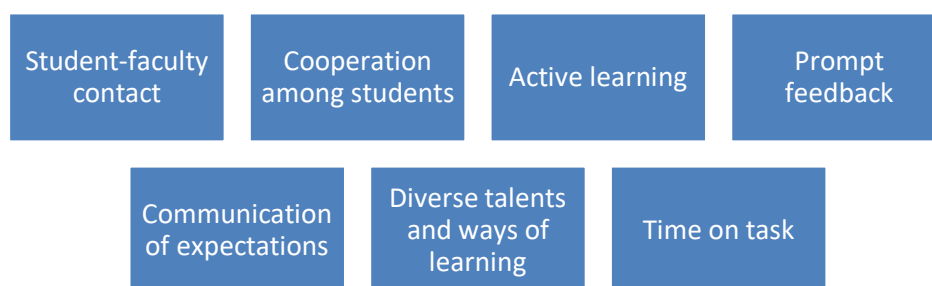 Student-faculty
contact
Cooperation
among students
Active learning
Prompt
feedback
Communication
of expectations
Diverse talents
and ways of
learning
Time on task